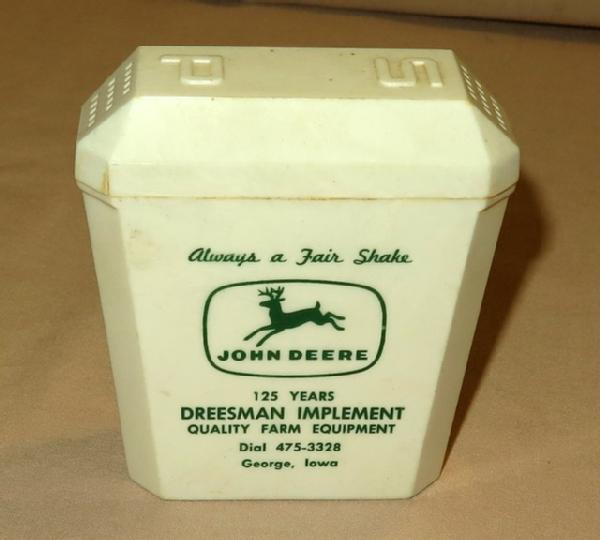 P S
Always a Fair Shake
JOHN DEERE
125 YEARS
DREESMAN IMPLEMENT
QUALITY FARM EQUIPMENT
Dial 475-3328
George, Iowa